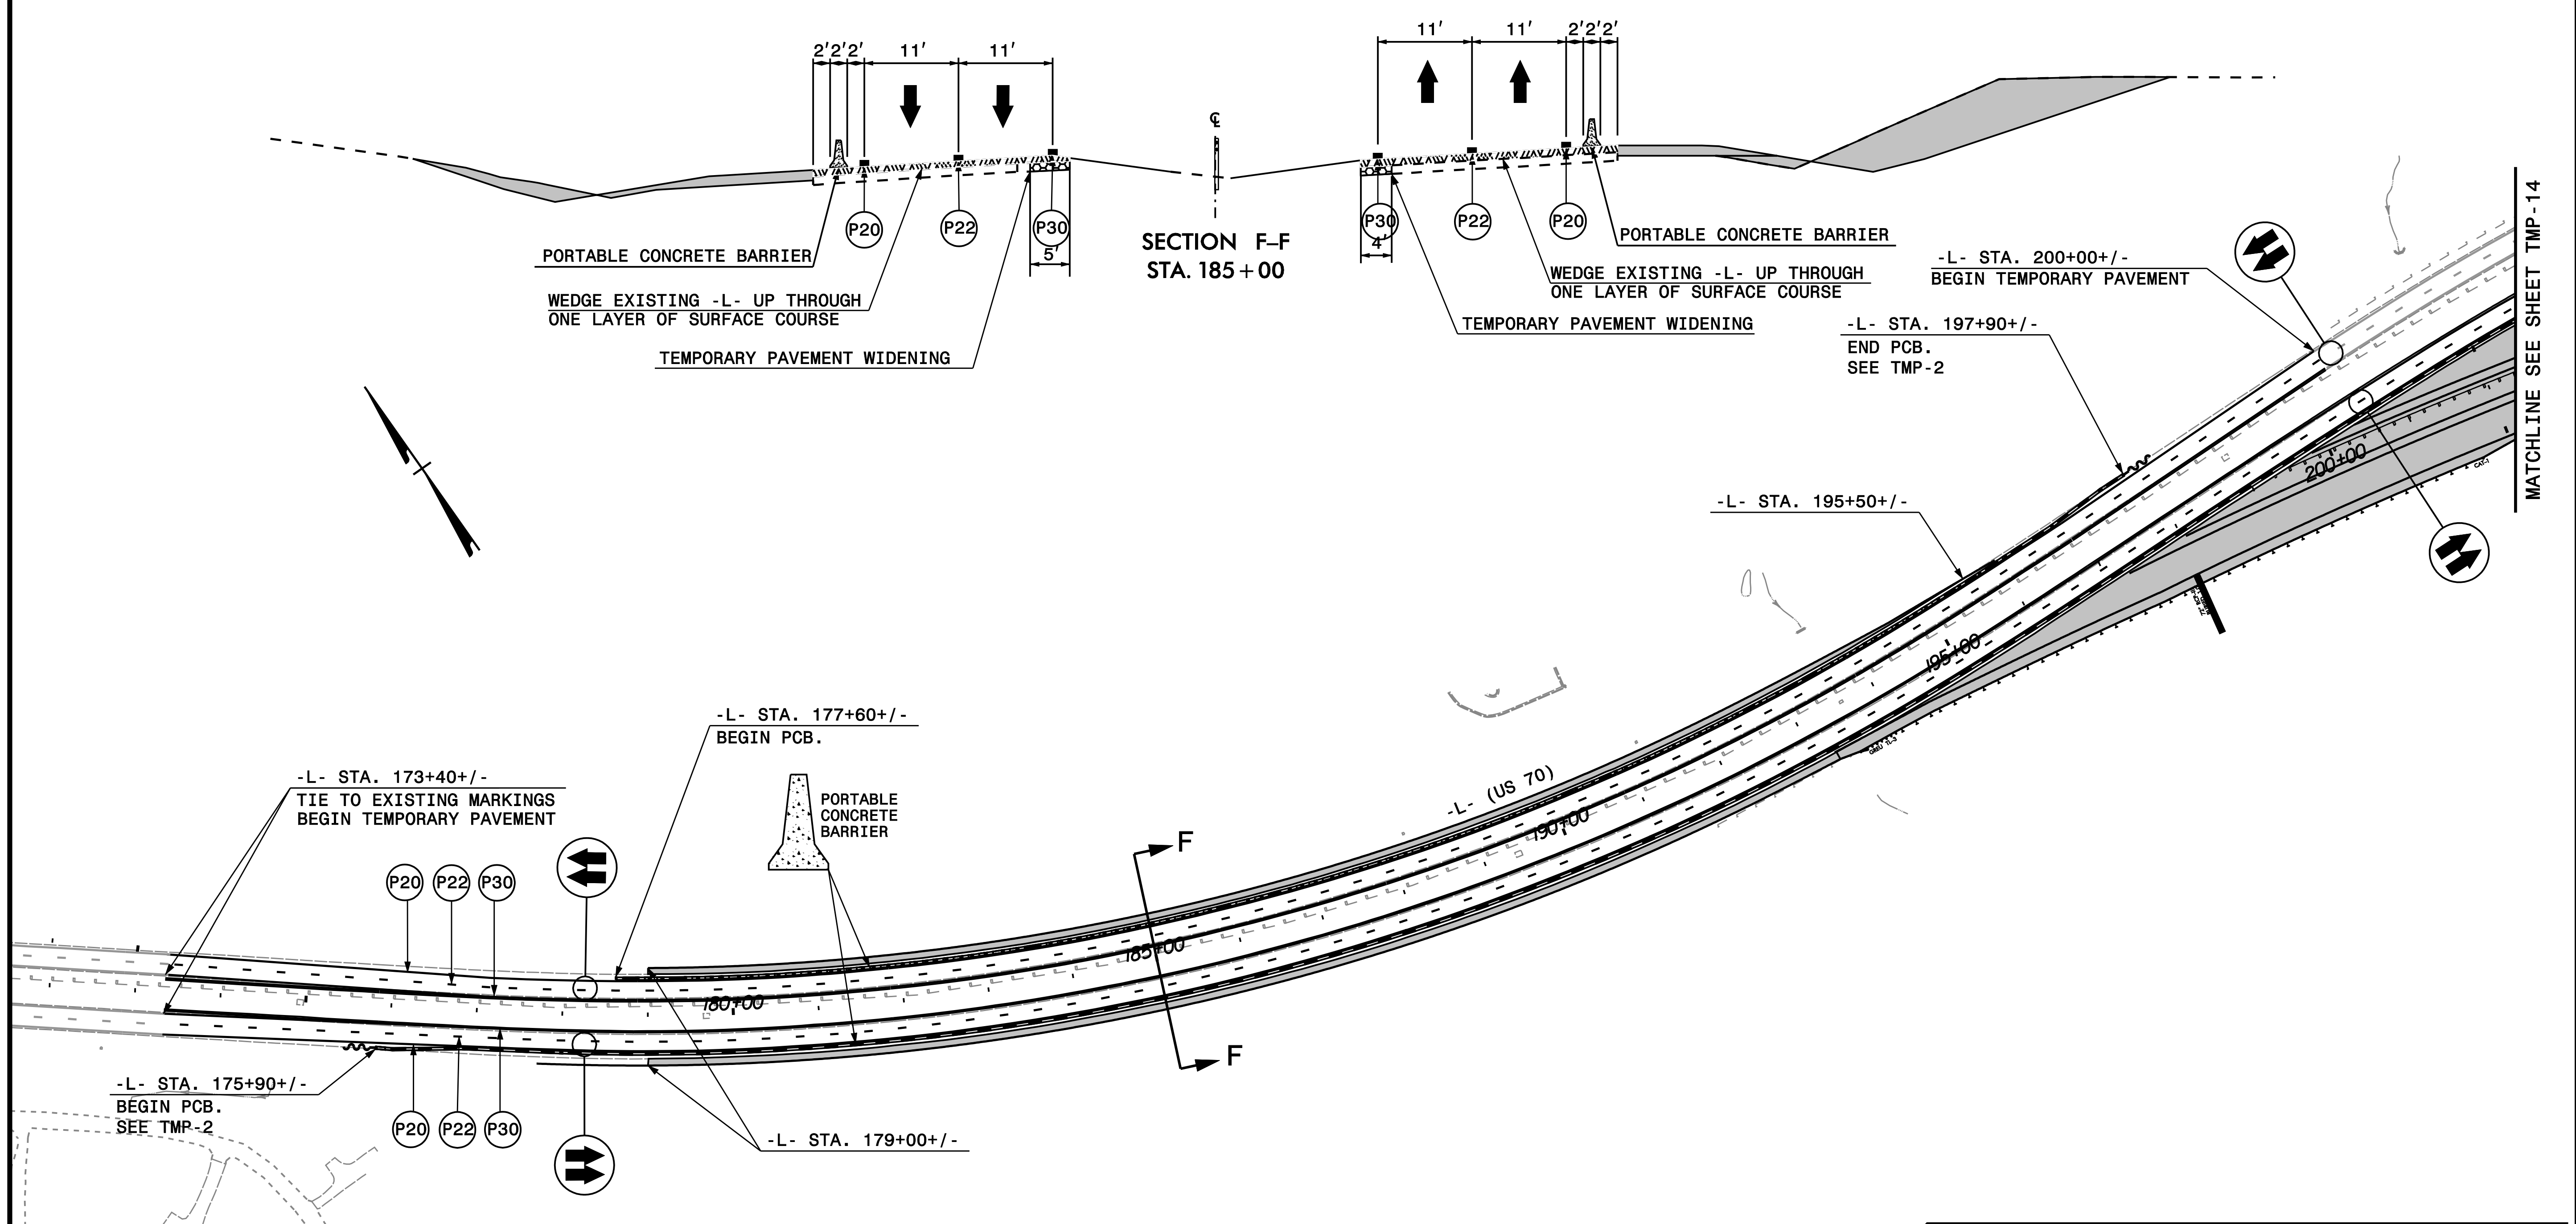 2' 2' 2' 11' 11'
11' 11' 2' 2' 2'
℄
P20 P22 P30
5'
P30 P22 P20
4'
SECTION F–F
STA. 185+00
PORTABLE CONCRETE BARRIER
WEDGE EXISTING -L- UP THROUGH
ONE LAYER OF SURFACE COURSE
TEMPORARY PAVEMENT WIDENING
PORTABLE CONCRETE BARRIER
WEDGE EXISTING -L- UP THROUGH
ONE LAYER OF SURFACE COURSE
TEMPORARY PAVEMENT WIDENING
-L- STA. 200+00+/-
BEGIN TEMPORARY PAVEMENT
-L- STA. 197+90+/-
END PCB.
SEE TMP-2
MATCHLINE SEE SHEET TMP-14
-L- STA. 195+50+/-
200+00
CAT-1
195+00
GREU TL-3
-L- (US 70)
190+00
-L- STA. 177+60+/-
BEGIN PCB.
PORTABLE
CONCRETE
BARRIER
-L- STA. 173+40+/-
TIE TO EXISTING MARKINGS
BEGIN TEMPORARY PAVEMENT
P20 P22 P30
F
185+00
180+00
F
-L- STA. 175+90+/-
BEGIN PCB.
SEE TMP-2
P20 P22 P30
-L- STA. 179+00+/-